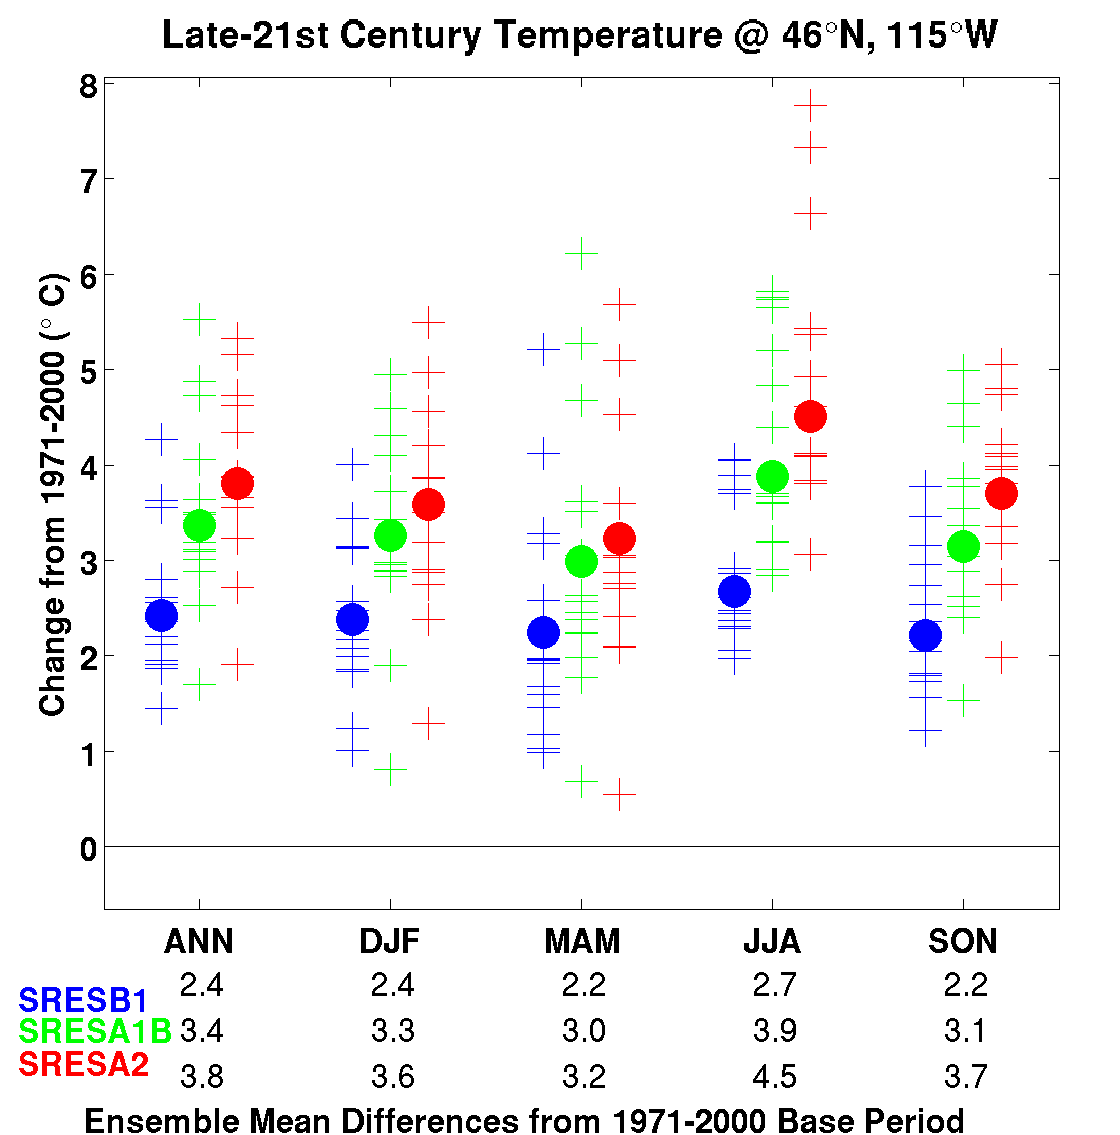 Late-21st Century Temperature @ 46°N, 115°W
Change from 1971-2000 (° C)
8
7
6
5
4
3
2
1
0
ANN DJF MAM JJA SON
SRESB1 2.4 2.4 2.2 2.7 2.2
SRESA1B 3.4 3.3 3.0 3.9 3.1
SRESA2 3.8 3.6 3.2 4.5 3.7
Ensemble Mean Differences from 1971-2000 Base Period